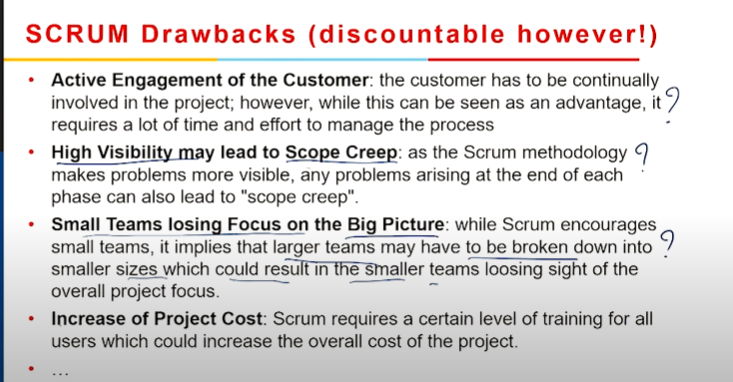 SCRUM Drawbacks (discountable however!)
• Active Engagement of the Customer: the customer has to be continually
involved in the project; however, while this can be seen as an advantage, it ?
requires a lot of time and effort to manage the process
• High Visibility may lead to Scope Creep: as the Scrum methodology ?
makes problems more visible, any problems arising at the end of each
phase can also lead to "scope creep".
• Small Teams losing Focus on the Big Picture: while Scrum encourages
small teams, it implies that larger teams may have to be broken down into ?
smaller sizes which could result in the smaller teams loosing sight of the
overall project focus.
• Increase of Project Cost: Scrum requires a certain level of training for all
users which could increase the overall cost of the project.
• ...